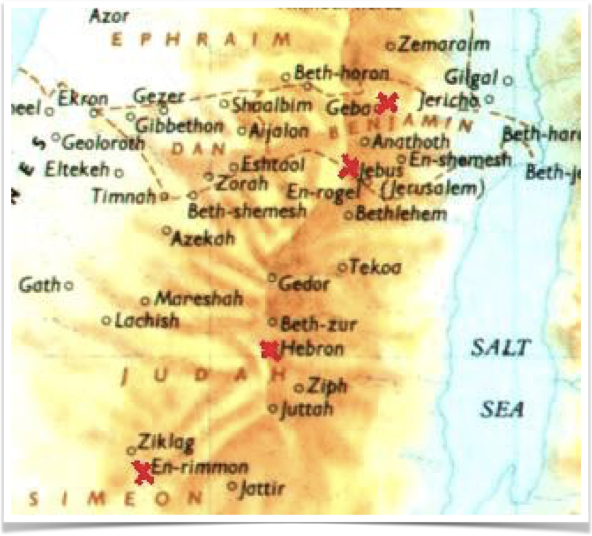 Azor
EPHRAIM
Zemaraim
Beth-horon
Gilgal
Ekron
Gezer
Shaalbim
Geba
Jericho
Gibbethon
BENJAMIN
Geoloroth
Aijalon
Anathoth
DAN
Eltekeh
Eshtaol
Jebus
En-shemesh
Zorah
(Jerusalem)
Timnah
En-rogel
Beth-shemesh
Bethlehem
Azekah
Tekoa
Gath
Gedor
Mareshah
Lachish
Beth-zur
Hebron
SALT
JUDAH
Ziph
SEA
Juttah
Ziklag
En-rimmon
Jattir
SIMEON